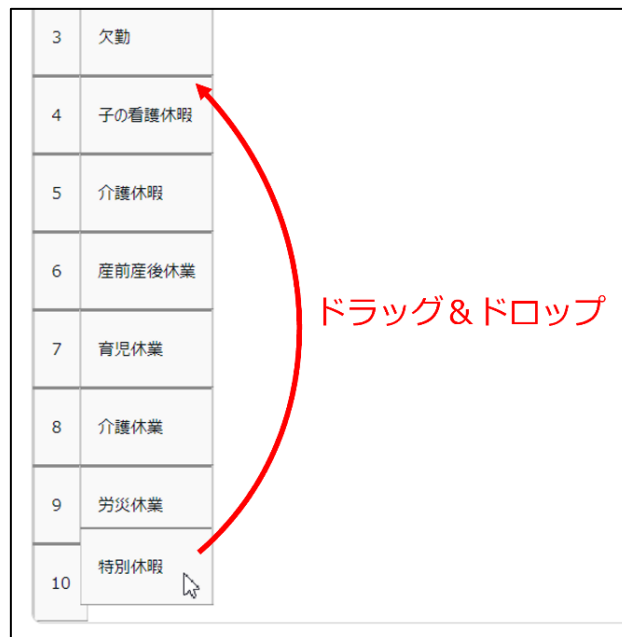 3 欠勤
4 子の看護休暇
5 介護休暇
6 産前産後休業
7 育児休業
8 介護休業
9 労災休業
10 特別休暇
ドラッグ&ドロップ